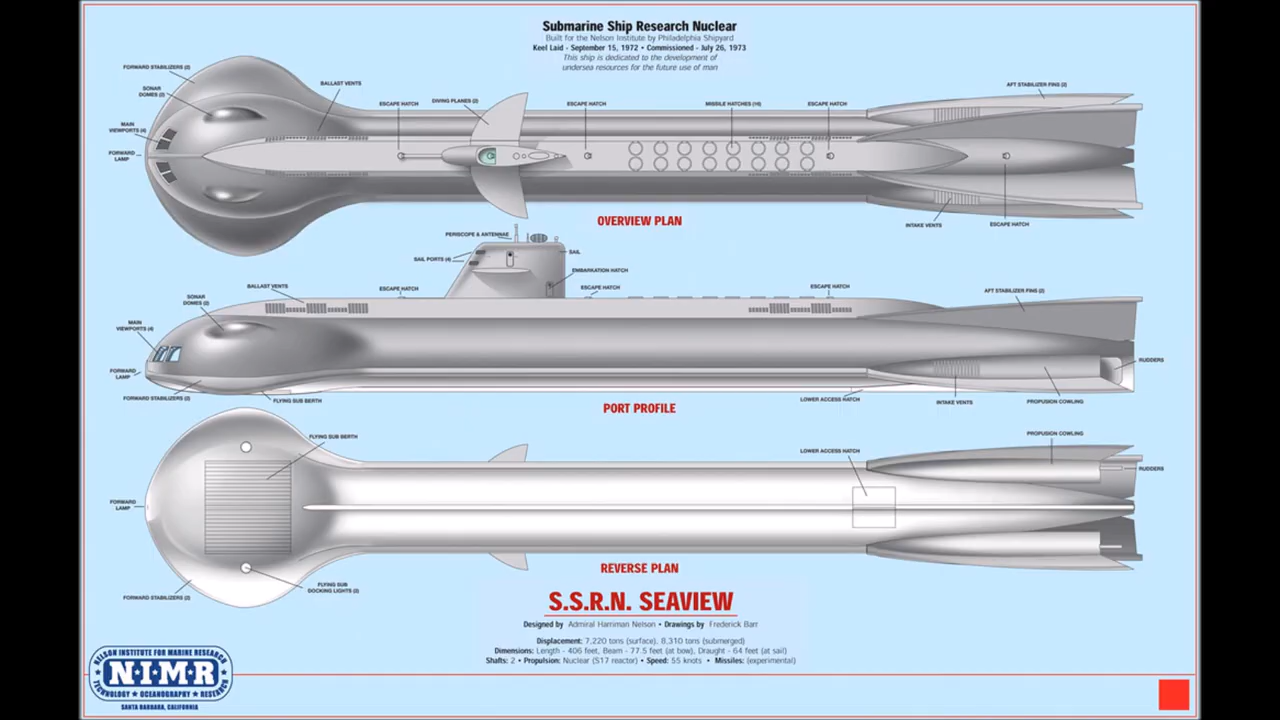 Submarine Ship Research Nuclear
Built for the Nelson Institute by Philadelphia Shipyard
Keel Laid - September 15, 1972 • Commissioned - July 26, 1973
This ship is dedicated to the development of
undersea resources for the future use of man
FORWARD STABILIZERS (2)
SONAR
DOMES (2)
BALLAST VENTS
MAIN
VIEWPORTS (4)
FORWARD
LAMP
ESCAPE HATCH
DIVING PLANES (2)
ESCAPE HATCH
MISSILE HATCHES (16)
ESCAPE HATCH
AFT STABILIZER FINS (2)
INTAKE VENTS
ESCAPE HATCH
OVERVIEW PLAN
PERISCOPE & ANTENNAE
SAIL PORTS (4)
SAIL
EMBARKATION HATCH
ESCAPE HATCH
BALLAST VENTS
ESCAPE HATCH
ESCAPE HATCH
AFT STABILIZER FINS (2)
SONAR
DOMES (2)
MAIN
VIEWPORTS (4)
FORWARD
LAMP
FORWARD STABILIZERS (2)
FLYING SUB BERTH
LOWER ACCESS HATCH
INTAKE VENTS
PROPUSION COWLING
RUDDERS
PORT PROFILE
FLYING SUB BERTH
LOWER ACCESS HATCH
PROPUSION COWLING
RUDDERS
FORWARD
LAMP
FORWARD STABILIZERS (2)
FLYING SUB
DOCKING LIGHTS (2)
REVERSE PLAN
S.S.R.N. SEAVIEW
Designed by Admiral Harriman Nelson • Drawings by Frederick Barr
Displacement: 7,220 tons (surface). 8,310 tons (submerged)
Dimensions: Length - 406 feet, Beam - 77.5 feet (at bow), Draught - 64 feet (at sail)
Shafts: 2 • Propulsion: Nuclear (S17 reactor) • Speed: 55 knots • Missiles: (experimental)
NELSON INSTITUTE FOR MARINE RESEARCH
N•I•M•R
TECHNOLOGY ★ OCEANOGRAPHY ★ RESEARCH
SANTA BARBARA, CALIFORNIA